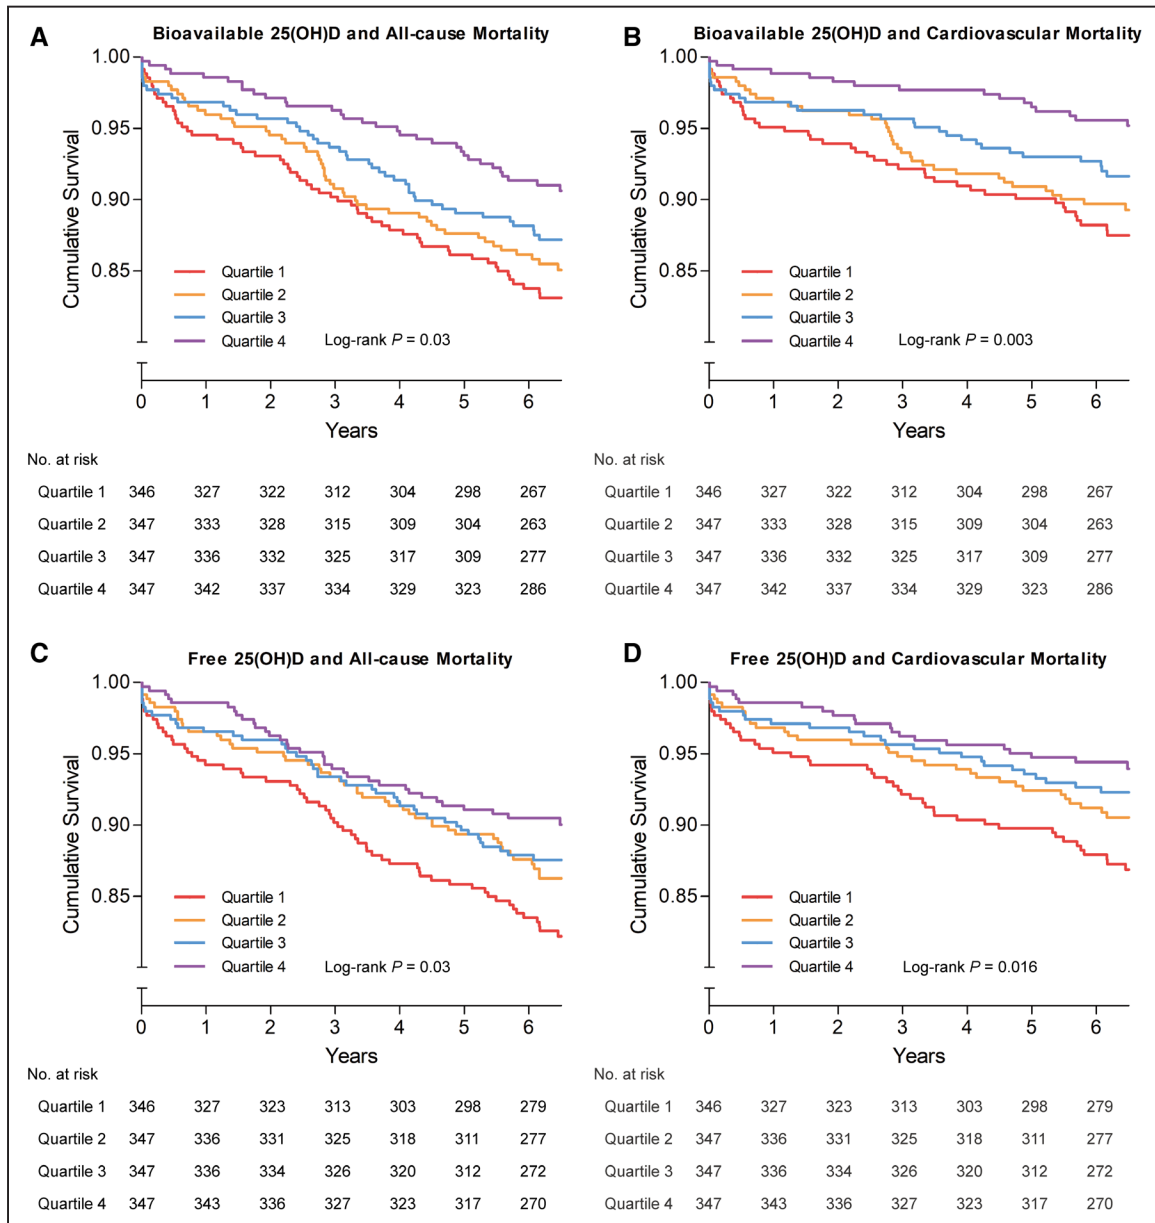 A
Bioavailable 25(OH)D and All-cause Mortality
Cumulative Survival
1.00
0.95
0.90
0.85
Quartile 1
Quartile 2
Quartile 3
Quartile 4
Log-rank P = 0.03
0 1 2 3 4 5 6
Years
No. at risk
Quartile 1 346 327 322 312 304 298 267
Quartile 2 347 333 328 315 309 304 263
Quartile 3 347 336 332 325 317 309 277
Quartile 4 347 342 337 334 329 323 286
B
Bioavailable 25(OH)D and Cardiovascular Mortality
Cumulative Survival
1.00
0.95
0.90
0.85
Quartile 1
Quartile 2
Quartile 3
Quartile 4
Log-rank P = 0.003
0 1 2 3 4 5 6
Years
No. at risk
Quartile 1 346 327 322 312 304 298 267
Quartile 2 347 333 328 315 309 304 263
Quartile 3 347 336 332 325 317 309 277
Quartile 4 347 342 337 334 329 323 286
C
Free 25(OH)D and All-cause Mortality
Cumulative Survival
1.00
0.95
0.90
0.85
Quartile 1
Quartile 2
Quartile 3
Quartile 4
Log-rank P = 0.03
0 1 2 3 4 5 6
Years
No. at risk
Quartile 1 346 327 323 313 303 298 279
Quartile 2 347 336 331 325 318 311 277
Quartile 3 347 336 334 326 320 312 272
Quartile 4 347 343 336 327 323 317 270
D
Free 25(OH)D and Cardiovascular Mortality
Cumulative Survival
1.00
0.95
0.90
0.85
Quartile 1
Quartile 2
Quartile 3
Quartile 4
Log-rank P = 0.016
0 1 2 3 4 5 6
Years
No. at risk
Quartile 1 346 327 323 313 303 298 279
Quartile 2 347 336 331 325 318 311 277
Quartile 3 347 336 334 326 320 312 272
Quartile 4 347 343 336 327 323 317 270